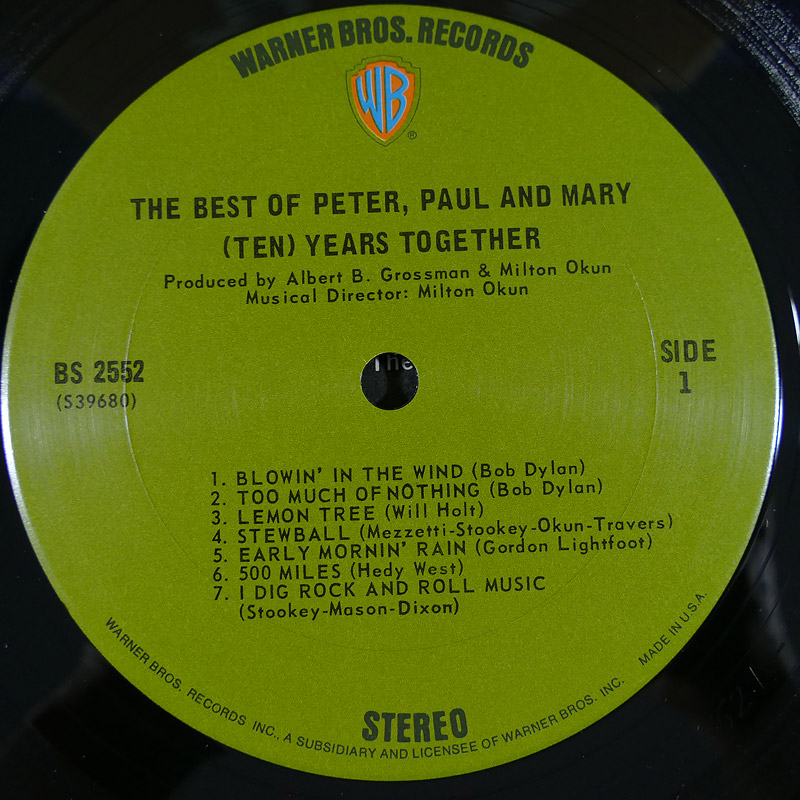 WARNER BROS. RECORDS
WB
®
THE BEST OF PETER, PAUL AND MARY
(TEN) YEARS TOGETHER
Produced by Albert B. Grossman & Milton Okun
Musical Director: Milton Okun
BS 2552
(S39680)
The
SIDE
1
1. BLOWIN' IN THE WIND (Bob Dylan)
2. TOO MUCH OF NOTHING (Bob Dylan)
3. LEMON TREE (Will Holt)
4. STEWBALL (Mezzetti-Stookey-Okun-Travers)
5. EARLY MORNIN' RAIN (Gordon Lightfoot)
6. 500 MILES (Hedy West)
7. I DIG ROCK AND ROLL MUSIC
(Stookey-Mason-Dixon)
STEREO
WARNER BROS. RECORDS INC., A SUBSIDIARY AND LICENSEE OF WARNER BROS. INC. MADE IN U.S.A.